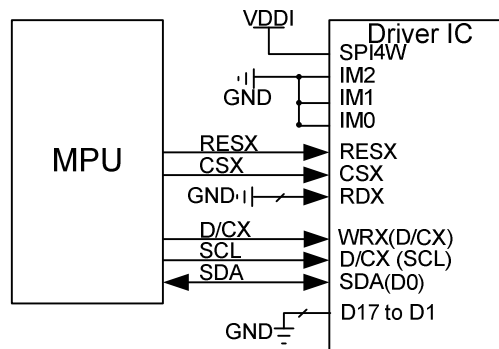 VDDI
Driver IC
SPI4W
IM2
GND
IM1
IM0
MPU
RESX
RESX
CSX
CSX
GND
RDX
D/CX
WRX(D/CX)
SCL
D/CX (SCL)
SDA
SDA(D0)
D17 to D1
GND